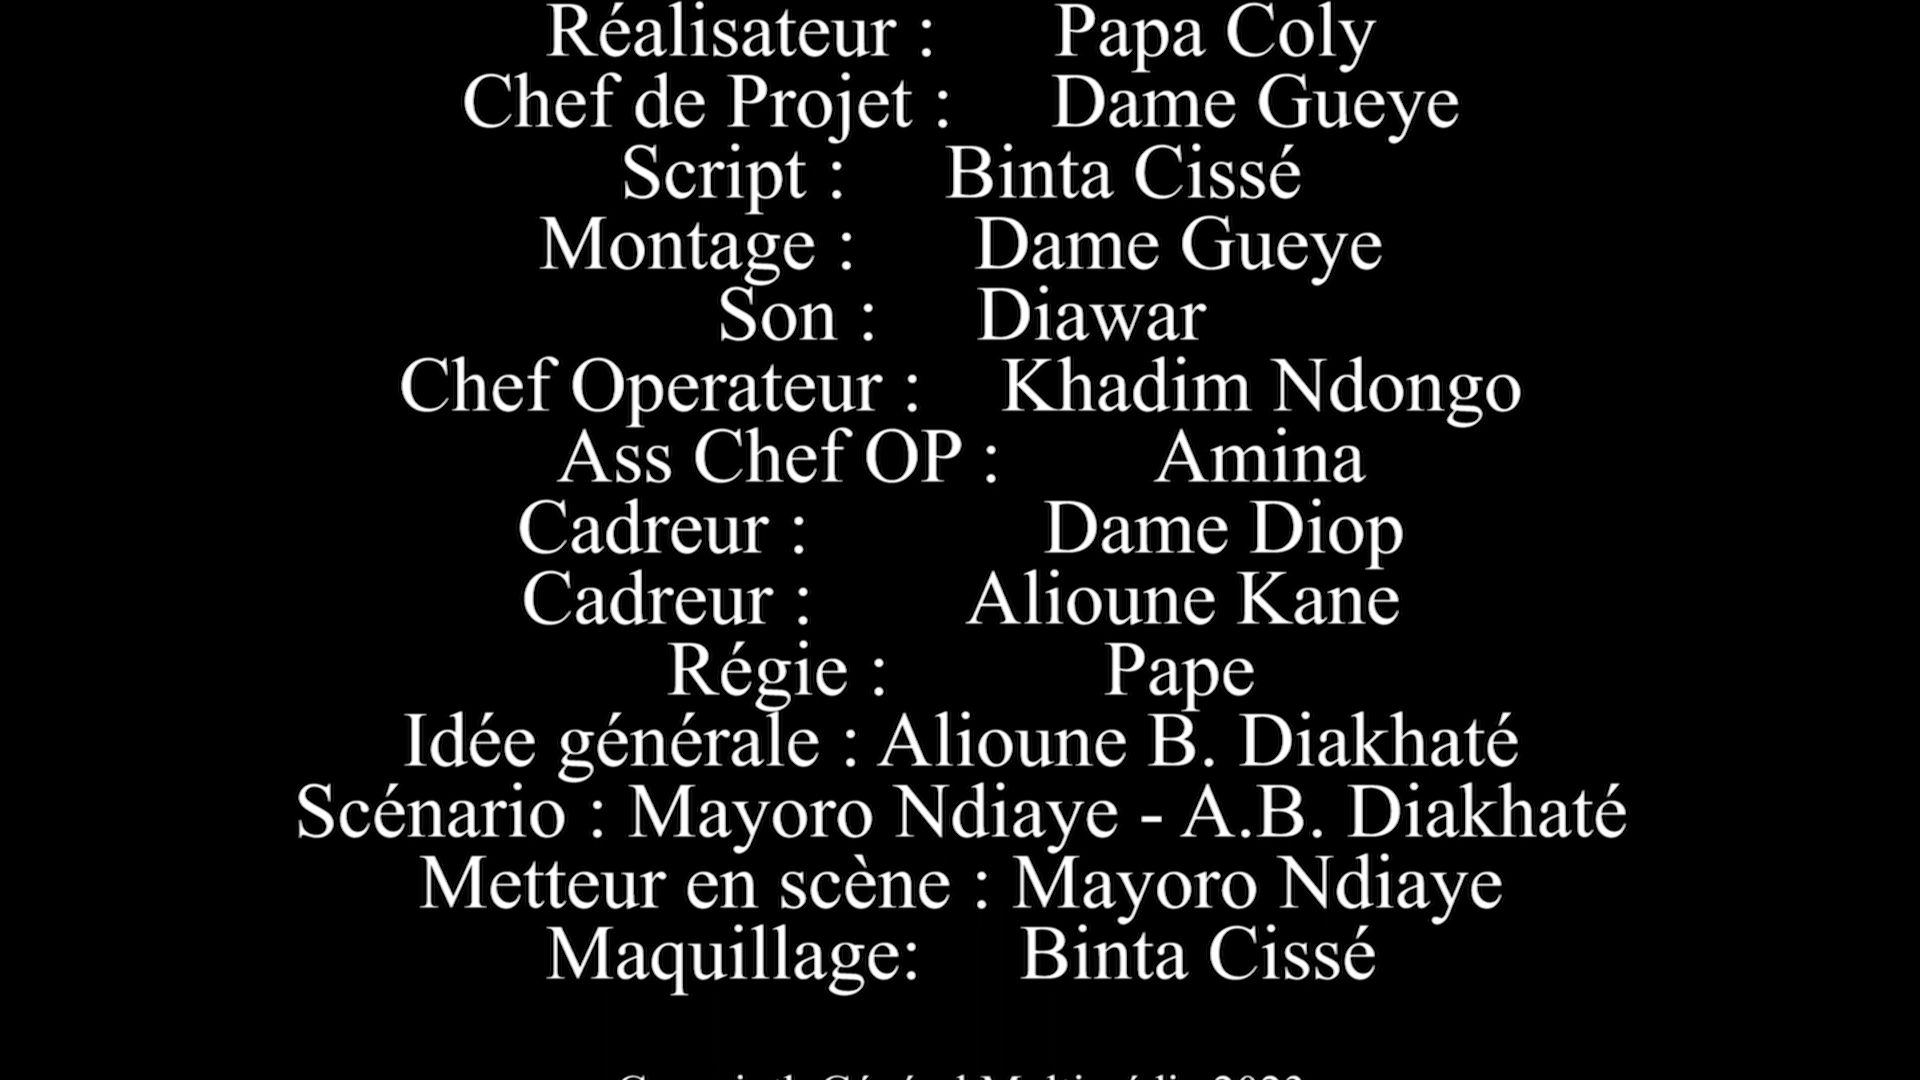 Réalisateur : Papa Coly
Chef de Projet : Dame Gueye
Script : Binta Cissé
Montage : Dame Gueye
Son : Diawar
Chef Operateur : Khadim Ndongo
Ass Chef OP : Amina
Cadreur : Dame Diop
Cadreur : Alioune Kane
Régie : Pape
Idée générale : Alioune B. Diakhaté
Scénario : Mayoro Ndiaye - A.B. Diakhaté
Metteur en scène : Mayoro Ndiaye
Maquillage: Binta Cissé